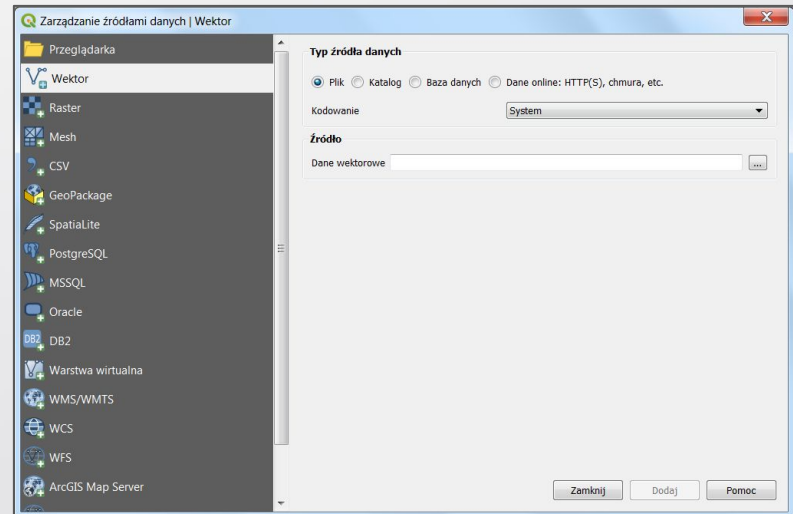 Zarządzanie źródłami danych | Wektor
Przeglądarka
Wektor
Raster
Mesh
CSV
GeoPackage
SpatiaLite
PostgreSQL
MSSQL
Oracle
DB2
DB2
Warstwa wirtualna
WMS/WMTS
WCS
WFS
ArcGIS Map Server
Typ źródła danych
Plik Katalog Baza danych Dane online: HTTP(S), chmura, etc.
Kodowanie System
Źródło
Dane wektorowe ...
Zamknij Dodaj Pomoc